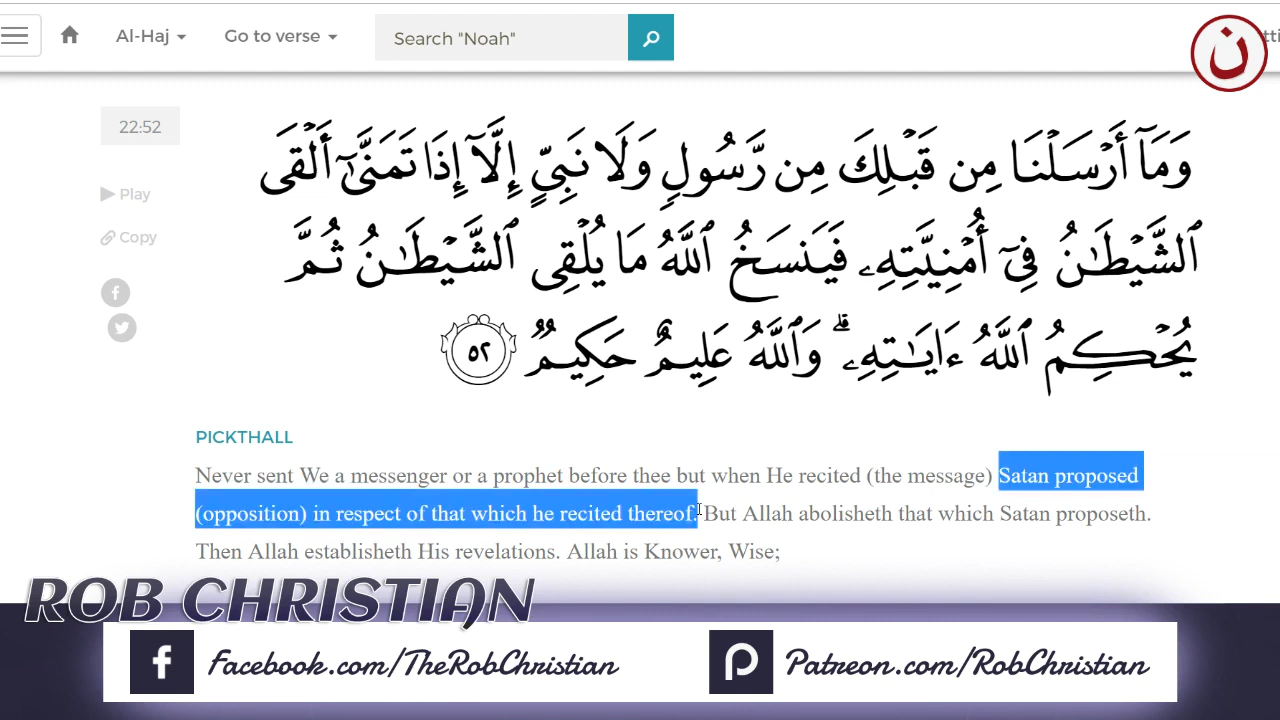 Al-Haj
Go to verse
Search "Noah"
ن
22:52
وَمَآ أَرْسَلْنَا مِن قَبْلِكَ مِن رَّسُولٍ وَلَا نَبِىٍّ إِلَّآ إِذَا تَمَنَّىٰٓ أَلْقَى
Play
ٱلشَّيْطَٰنُ فِىٓ أُمْنِيَّتِهِۦ فَيَنسَخُ ٱللَّهُ مَا يُلْقِى ٱلشَّيْطَٰنُ ثُمَّ
Copy
يُحْكِمُ ٱللَّهُ ءَايَٰتِهِۦ ۗ وَٱللَّهُ عَلِيمٌ حَكِيمٌ ٥٢
PICKTHALL
Never sent We a messenger or a prophet before thee but when He recited (the message) Satan proposed
(opposition) in respect of that which he recited thereof. But Allah abolisheth that which Satan proposeth.
Then Allah establisheth His revelations. Allah is Knower, Wise;
ROB CHRISTIAN
Facebook.com/TheRobChristian
Patreon.com/RobChristian